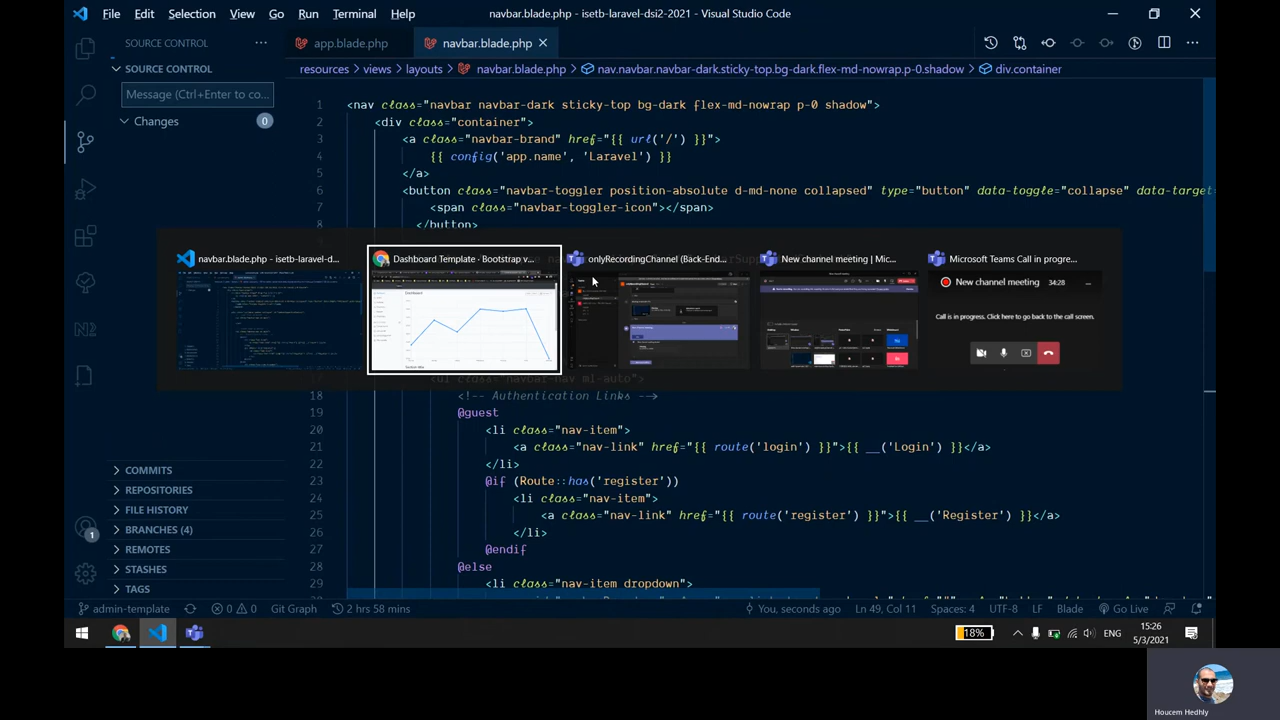 File Edit Selection View Go Run Terminal Help
navbar.blade.php - isetb-laravel-dsi2-2021 - Visual Studio Code
SOURCE CONTROL
app.blade.php
navbar.blade.php
resources > views > layouts > navbar.blade.php > nav.navbar.navbar-dark.sticky-top.bg-dark.flex-md-nowrap.p-0.shadow > div.container
SOURCE CONTROL
Message (Ctrl+Enter to co...
Changes
0
1 <nav class="navbar navbar-dark sticky-top bg-dark flex-md-nowrap p-0 shadow">
2 <div class="container">
3 <a class="navbar-brand" href="{{ url('/') }}">
4 {{ config('app.name', 'Laravel') }}
5 </a>
6 <button class="navbar-toggler position-absolute d-md-none collapsed" type="button" data-toggle="collapse" data-target=
7 <span class="navbar-toggler-icon"></span>
8 </button>
navbar.blade.php - isetb-laravel-d...
Dashboard Template - Bootstrap v...
onlyRecordingChannel (Back-End...
New channel meeting | Mic...
Microsoft Teams Call in progre...
New channel meeting 34:28
Call is in progress. Click here to go back to the call screen.
<ul class="navbar-nav ml-auto">
18 <!-- Authentication Links -->
19 @guest
20 <li class="nav-item">
21 <a class="nav-link" href="{{ route('login') }}">{{ __('Login') }}</a>
22 </li>
23 @if (Route::has('register'))
24 <li class="nav-item">
25 <a class="nav-link" href="{{ route('register') }}">{{ __('Register') }}</a>
26 </li>
27 @endif
28 @else
29 <li class="nav-item dropdown">
COMMITS
REPOSITORIES
FILE HISTORY
BRANCHES (4)
REMOTES
STASHES
TAGS
1
admin-template 0 0 Git Graph 2 hrs 58 mins You, seconds ago Ln 49, Col 11 Spaces: 4 UTF-8 LF Blade Go Live
18% ENG
15:26
5/3/2021
Houcem Hedhly